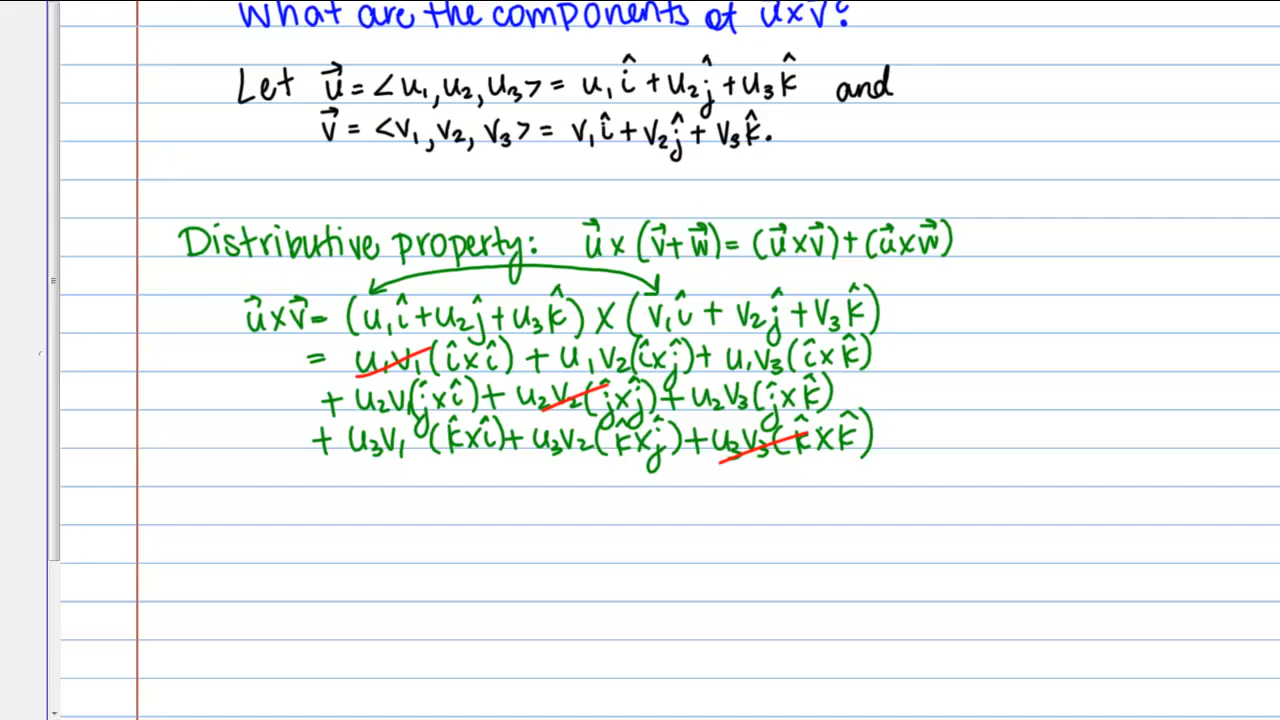 What are the components of u⃗×v⃗?
Let u⃗ = <u₁, u₂, u₃> = u₁î + u₂ĵ + u₃k̂ and
v⃗ = <v₁, v₂, v₃> = v₁î + v₂ĵ + v₃k̂.
Distributive property: u⃗×(v⃗+w⃗) = (u⃗×v⃗)+(u⃗×w⃗)
u⃗×v⃗ = (u₁î+u₂ĵ+u₃k̂) × (v₁î + v₂ĵ + v₃k̂)
= u₁v₁(î×î) + u₁v₂(î×ĵ) + u₁v₃(î×k̂)
+ u₂v₁(ĵ×î) + u₂v₂(ĵ×ĵ) + u₂v₃(ĵ×k̂)
+ u₃v₁(k̂×î) + u₃v₂(k̂×ĵ) + u₃v₃(k̂×k̂)